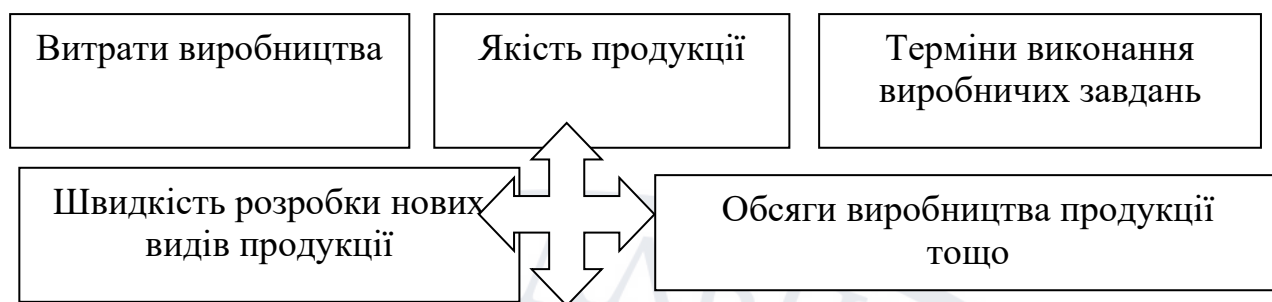 Витрати виробництва
Якість продукції
Терміни виконання
виробничих завдань
Швидкість розробки нових
видів продукції
Обсяги виробництва продукції
тощо